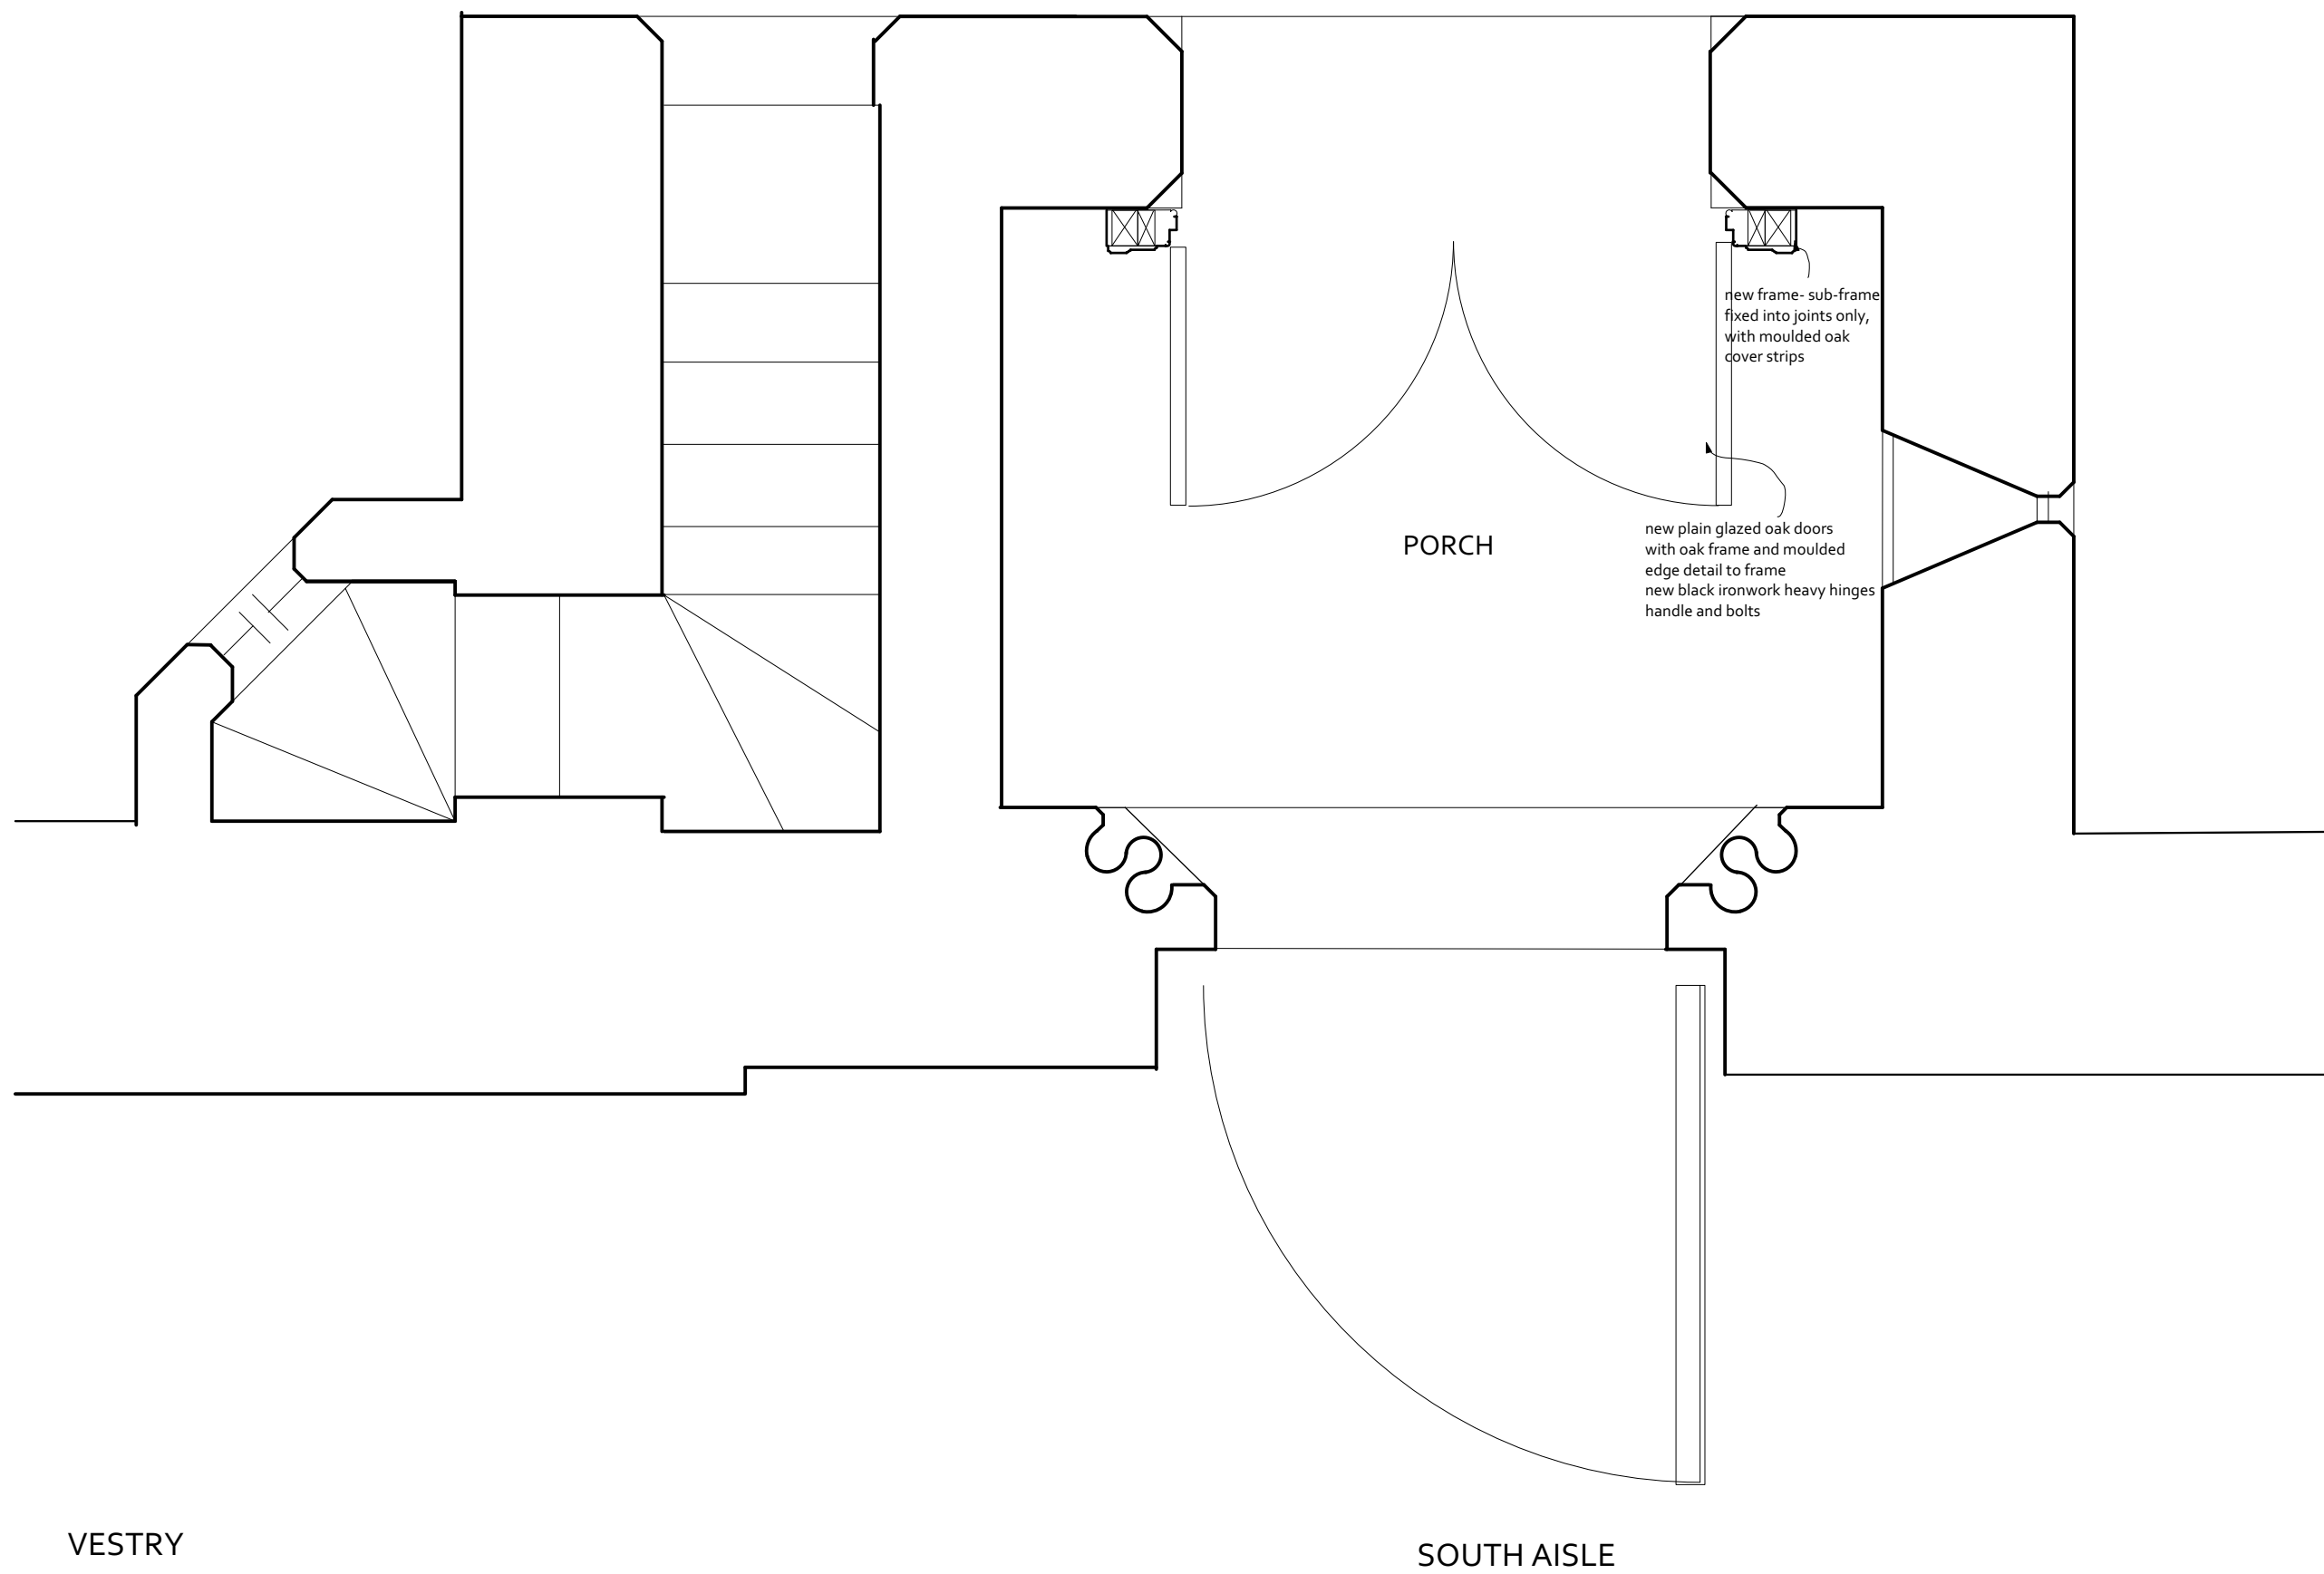 new frame- sub-frame
fixed into joints only,
with moulded oak
cover strips
PORCH
new plain glazed oak doors
with oak frame and moulded
edge detail to frame
new black ironwork heavy hinges
handle and bolts
VESTRY
SOUTH AISLE